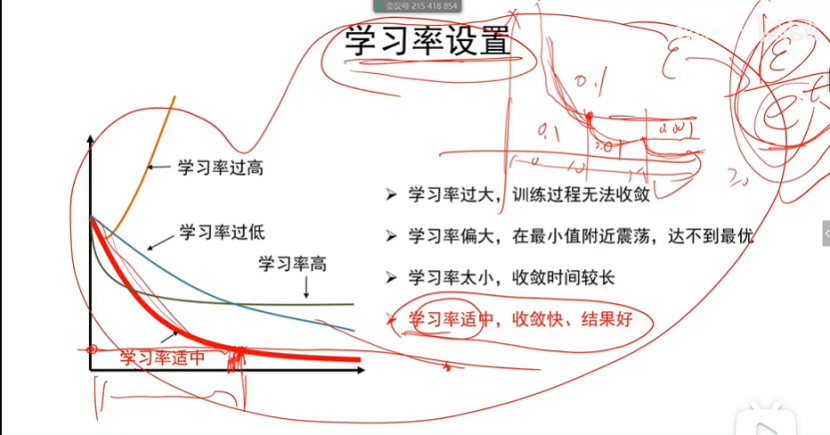 会议号 215 418 854
学习率设置
0.1
0.1
学习率过高
学习率过低
学习率高
学习率适中
学习率过大，训练过程无法收敛
学习率偏大，在最小值附近震荡，达不到最优
学习率太小，收敛时间较长
学习率适中，收敛快、结果好